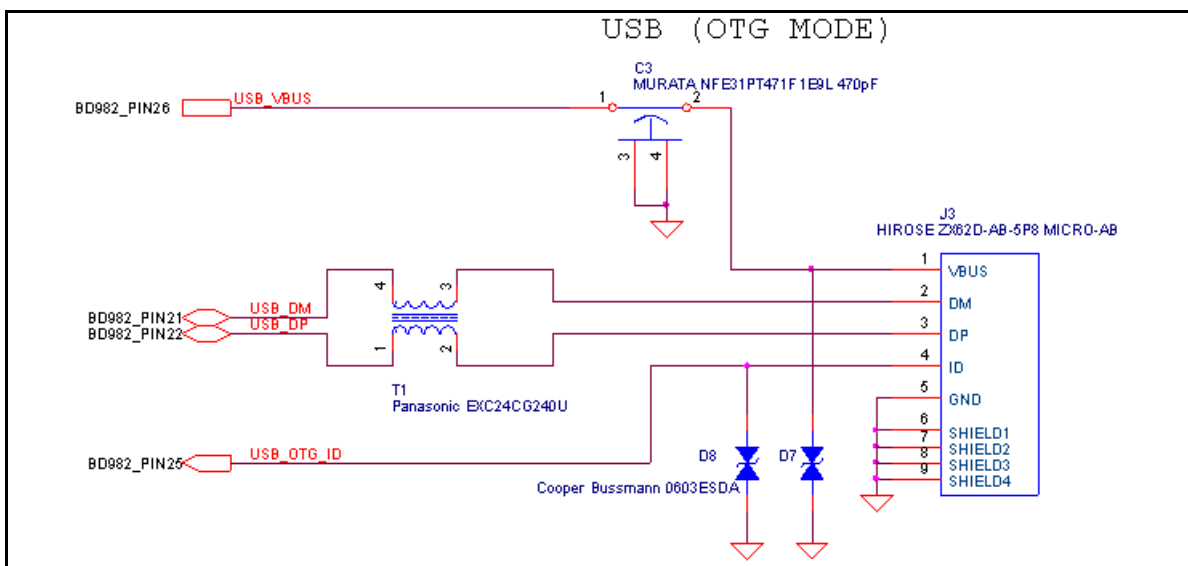 USB (OTG MODE)
C3
MURATA NFE31PT471F1E9L 470pF
BD982_PIN26
USB_VBUS
1
2
3
4
J3
HIROSE ZX62D-AB-5P8 MICRO-AB
1
VBUS
4
3
2
DM
BD982_PIN21
USB_DM
BD982_PIN22
USB_DP
3
DP
1
2
4
ID
T1
Panasonic EXC24CG240U
5
GND
6
SHIELD1
7
SHIELD2
8
SHIELD3
9
SHIELD4
BD982_PIN25
USB_OTG_ID
D8
D7
Cooper Bussmann 0603ESDA